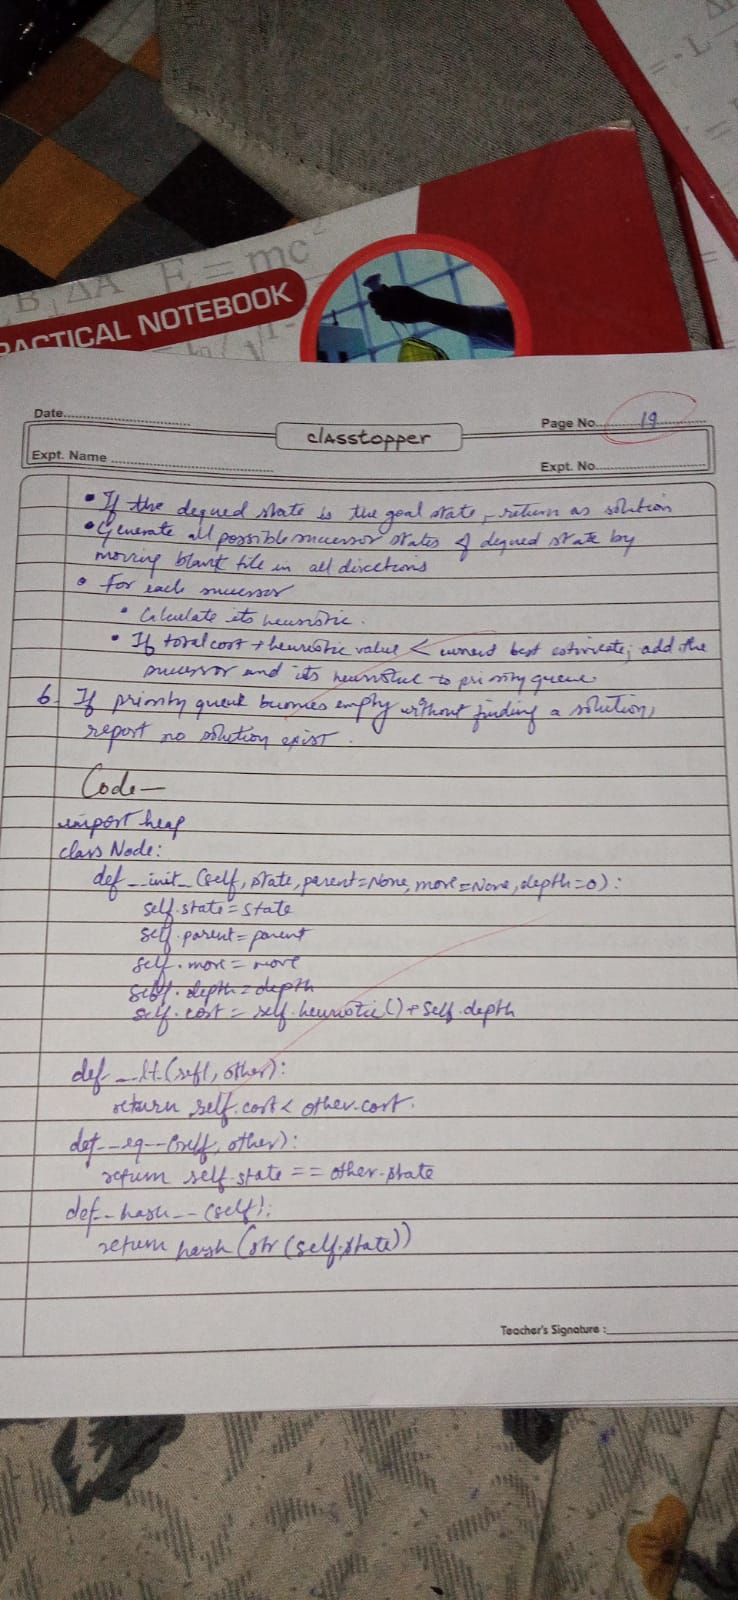 B₁ ΔA E = mc²
PRACTICAL NOTEBOOK
Date
classtopper
Page No. 19
Expt. Name
Expt. No.
• If the dequed state is the goal state, return as solution
• Generate all possible successor states of dequed state by
moving blank tile in all directions
• For each successor
• Calculate its heuristic.
• If total cost + heuristic value < current best estimate; add the
successor and its heuristic to priority queue
6. If priority queue becomes empty without finding a solution,
report no solution exist.
Code—
import heap
class Node:
def __init_(self, state, parent=None, move=None, depth=0):
self.state = state
self.parent = parent
self.move = move
self.depth = depth
self.cost = self.heuristic() + self.depth
def __lt.(self, other):
return self.cost < other.cost.
def __eq__(self, other):
return self.state == other.state
def __hash__(self):
return hash(str(self.state))
Teacher's Signature :